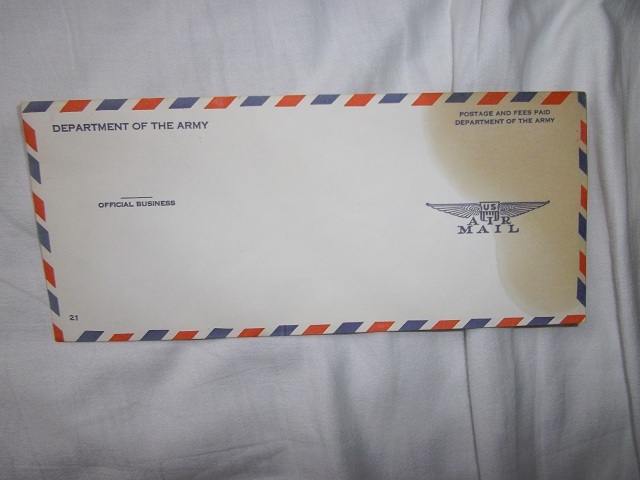 DEPARTMENT OF THE ARMY
POSTAGE AND FEES PAID
DEPARTMENT OF THE ARMY
OFFICIAL BUSINESS
US
AIR
MAIL
21